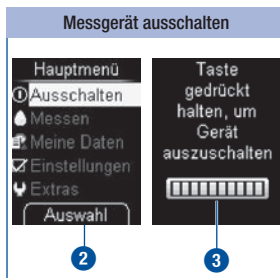 Messgerät ausschalten
Hauptmenü
Ausschalten
Messen
Meine Daten
Einstellungen
Extras
Auswahl
2
Taste
gedrückt
halten, um
Gerät
auszuschalten
3